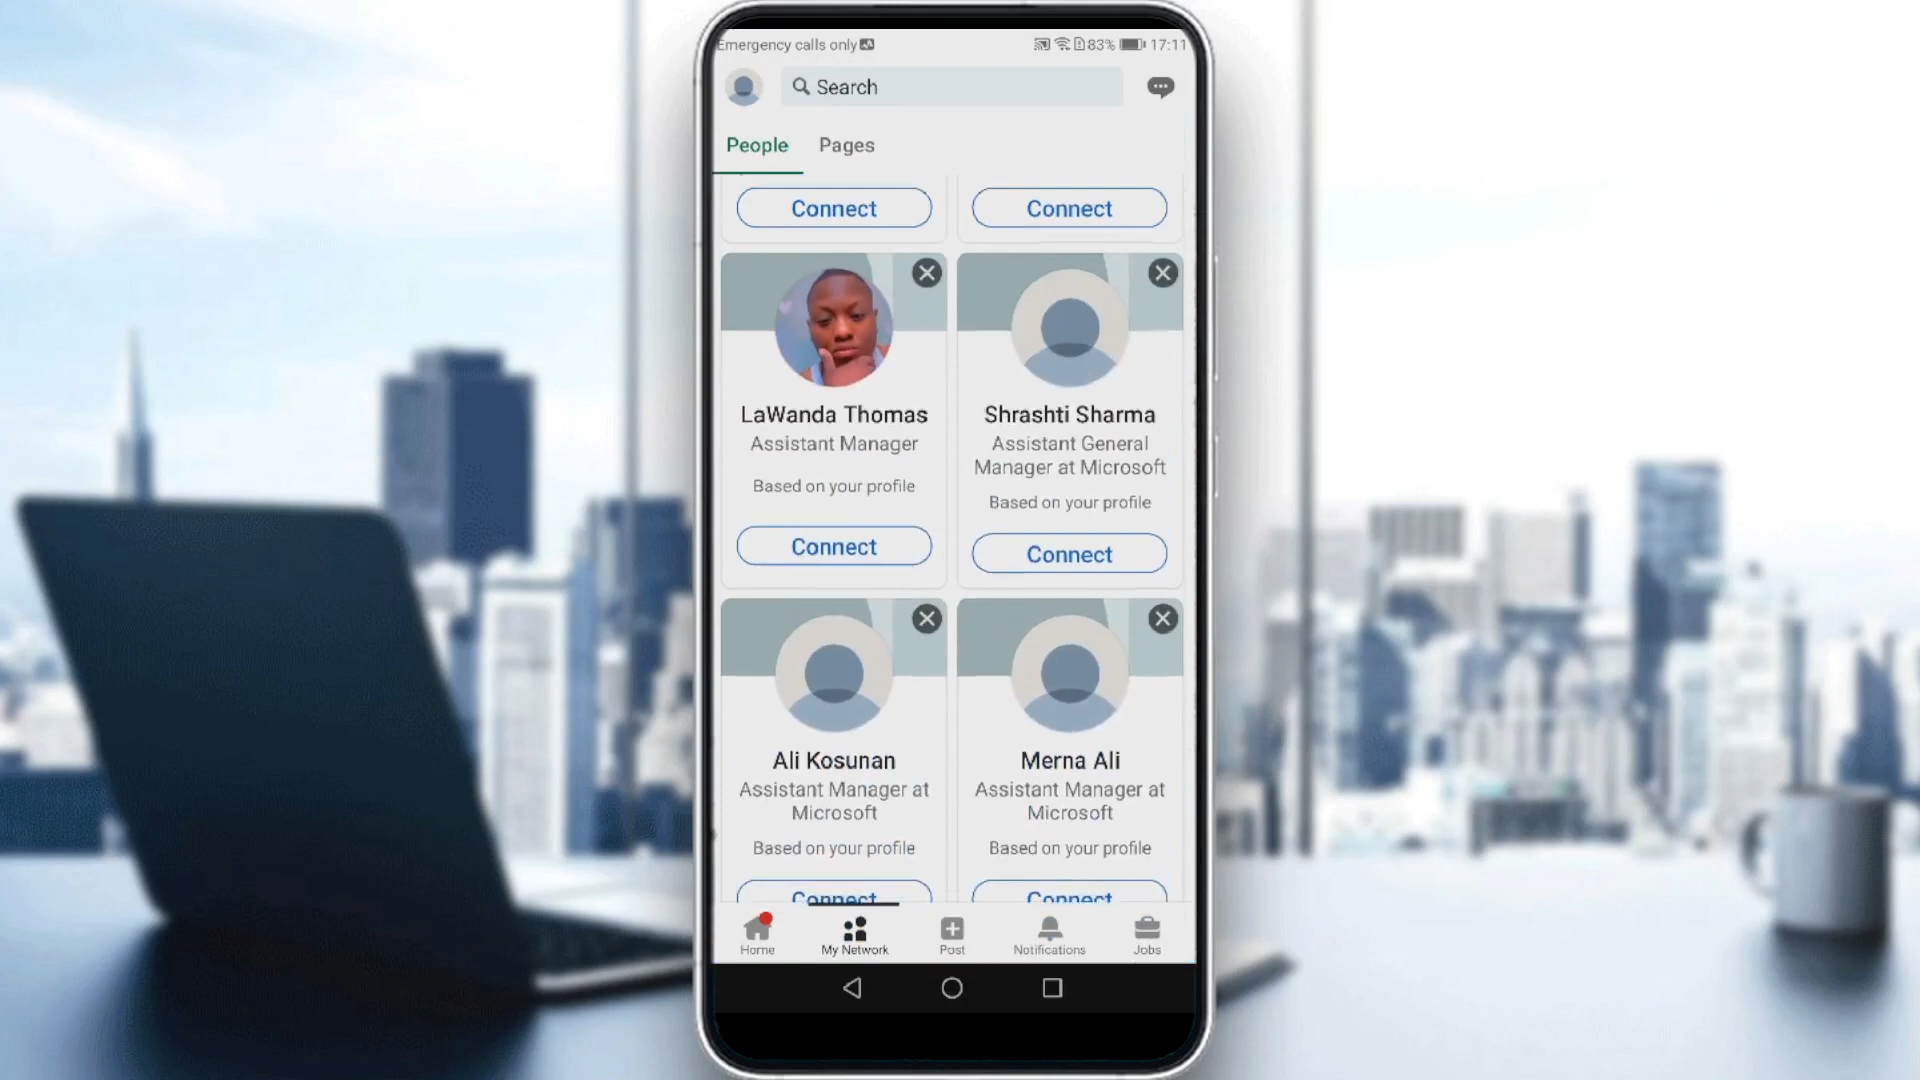 Emergency calls only
83% 17:11
Search
People Pages
Connect Connect
LaWanda Thomas
Assistant Manager
Based on your profile
Connect
Shrashti Sharma
Assistant General
Manager at Microsoft
Based on your profile
Connect
Ali Kosunan
Assistant Manager at
Microsoft
Based on your profile
Connect
Merna Ali
Assistant Manager at
Microsoft
Based on your profile
Connect
Home My Network Post Notifications Jobs